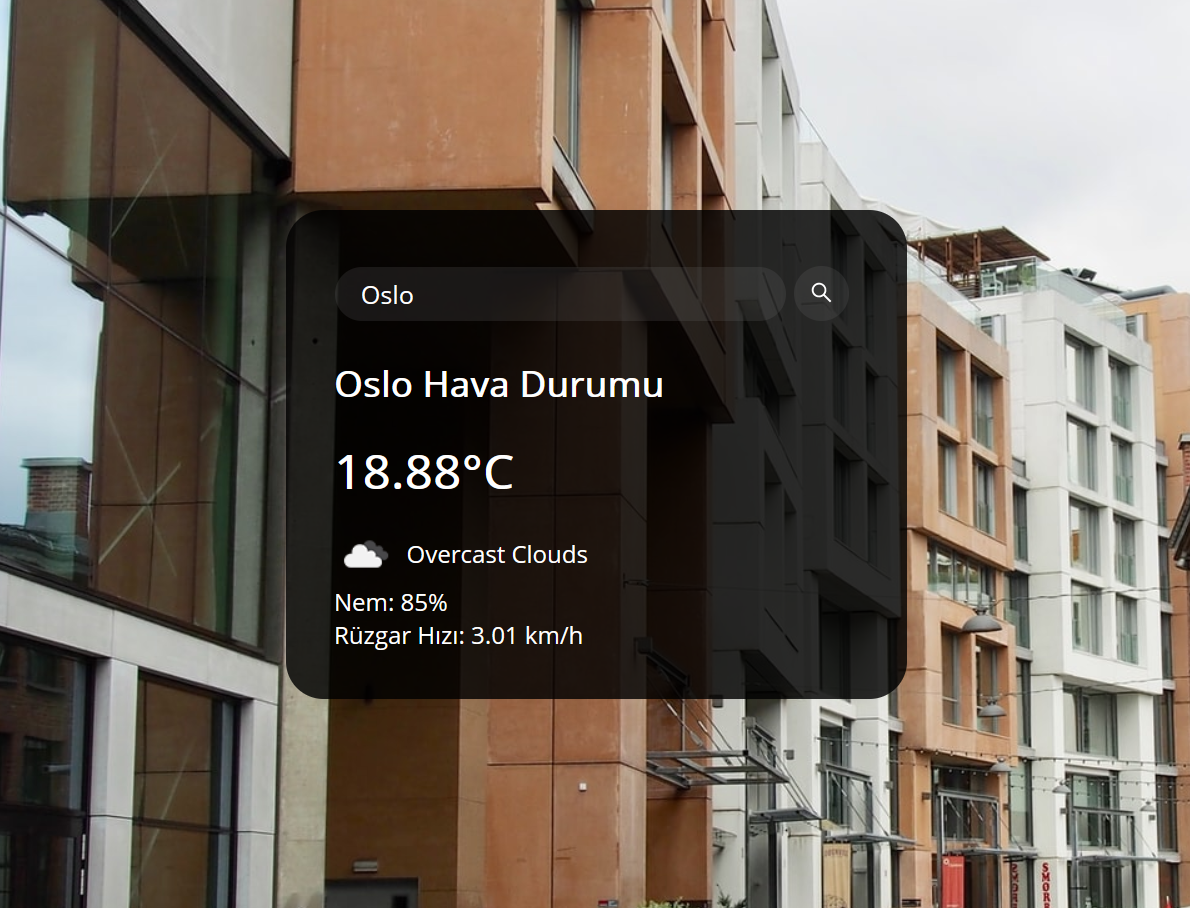 Oslo
Oslo Hava Durumu
18.88°C
Overcast Clouds
Nem: 85%
Rüzgar Hızı: 3.01 km/h